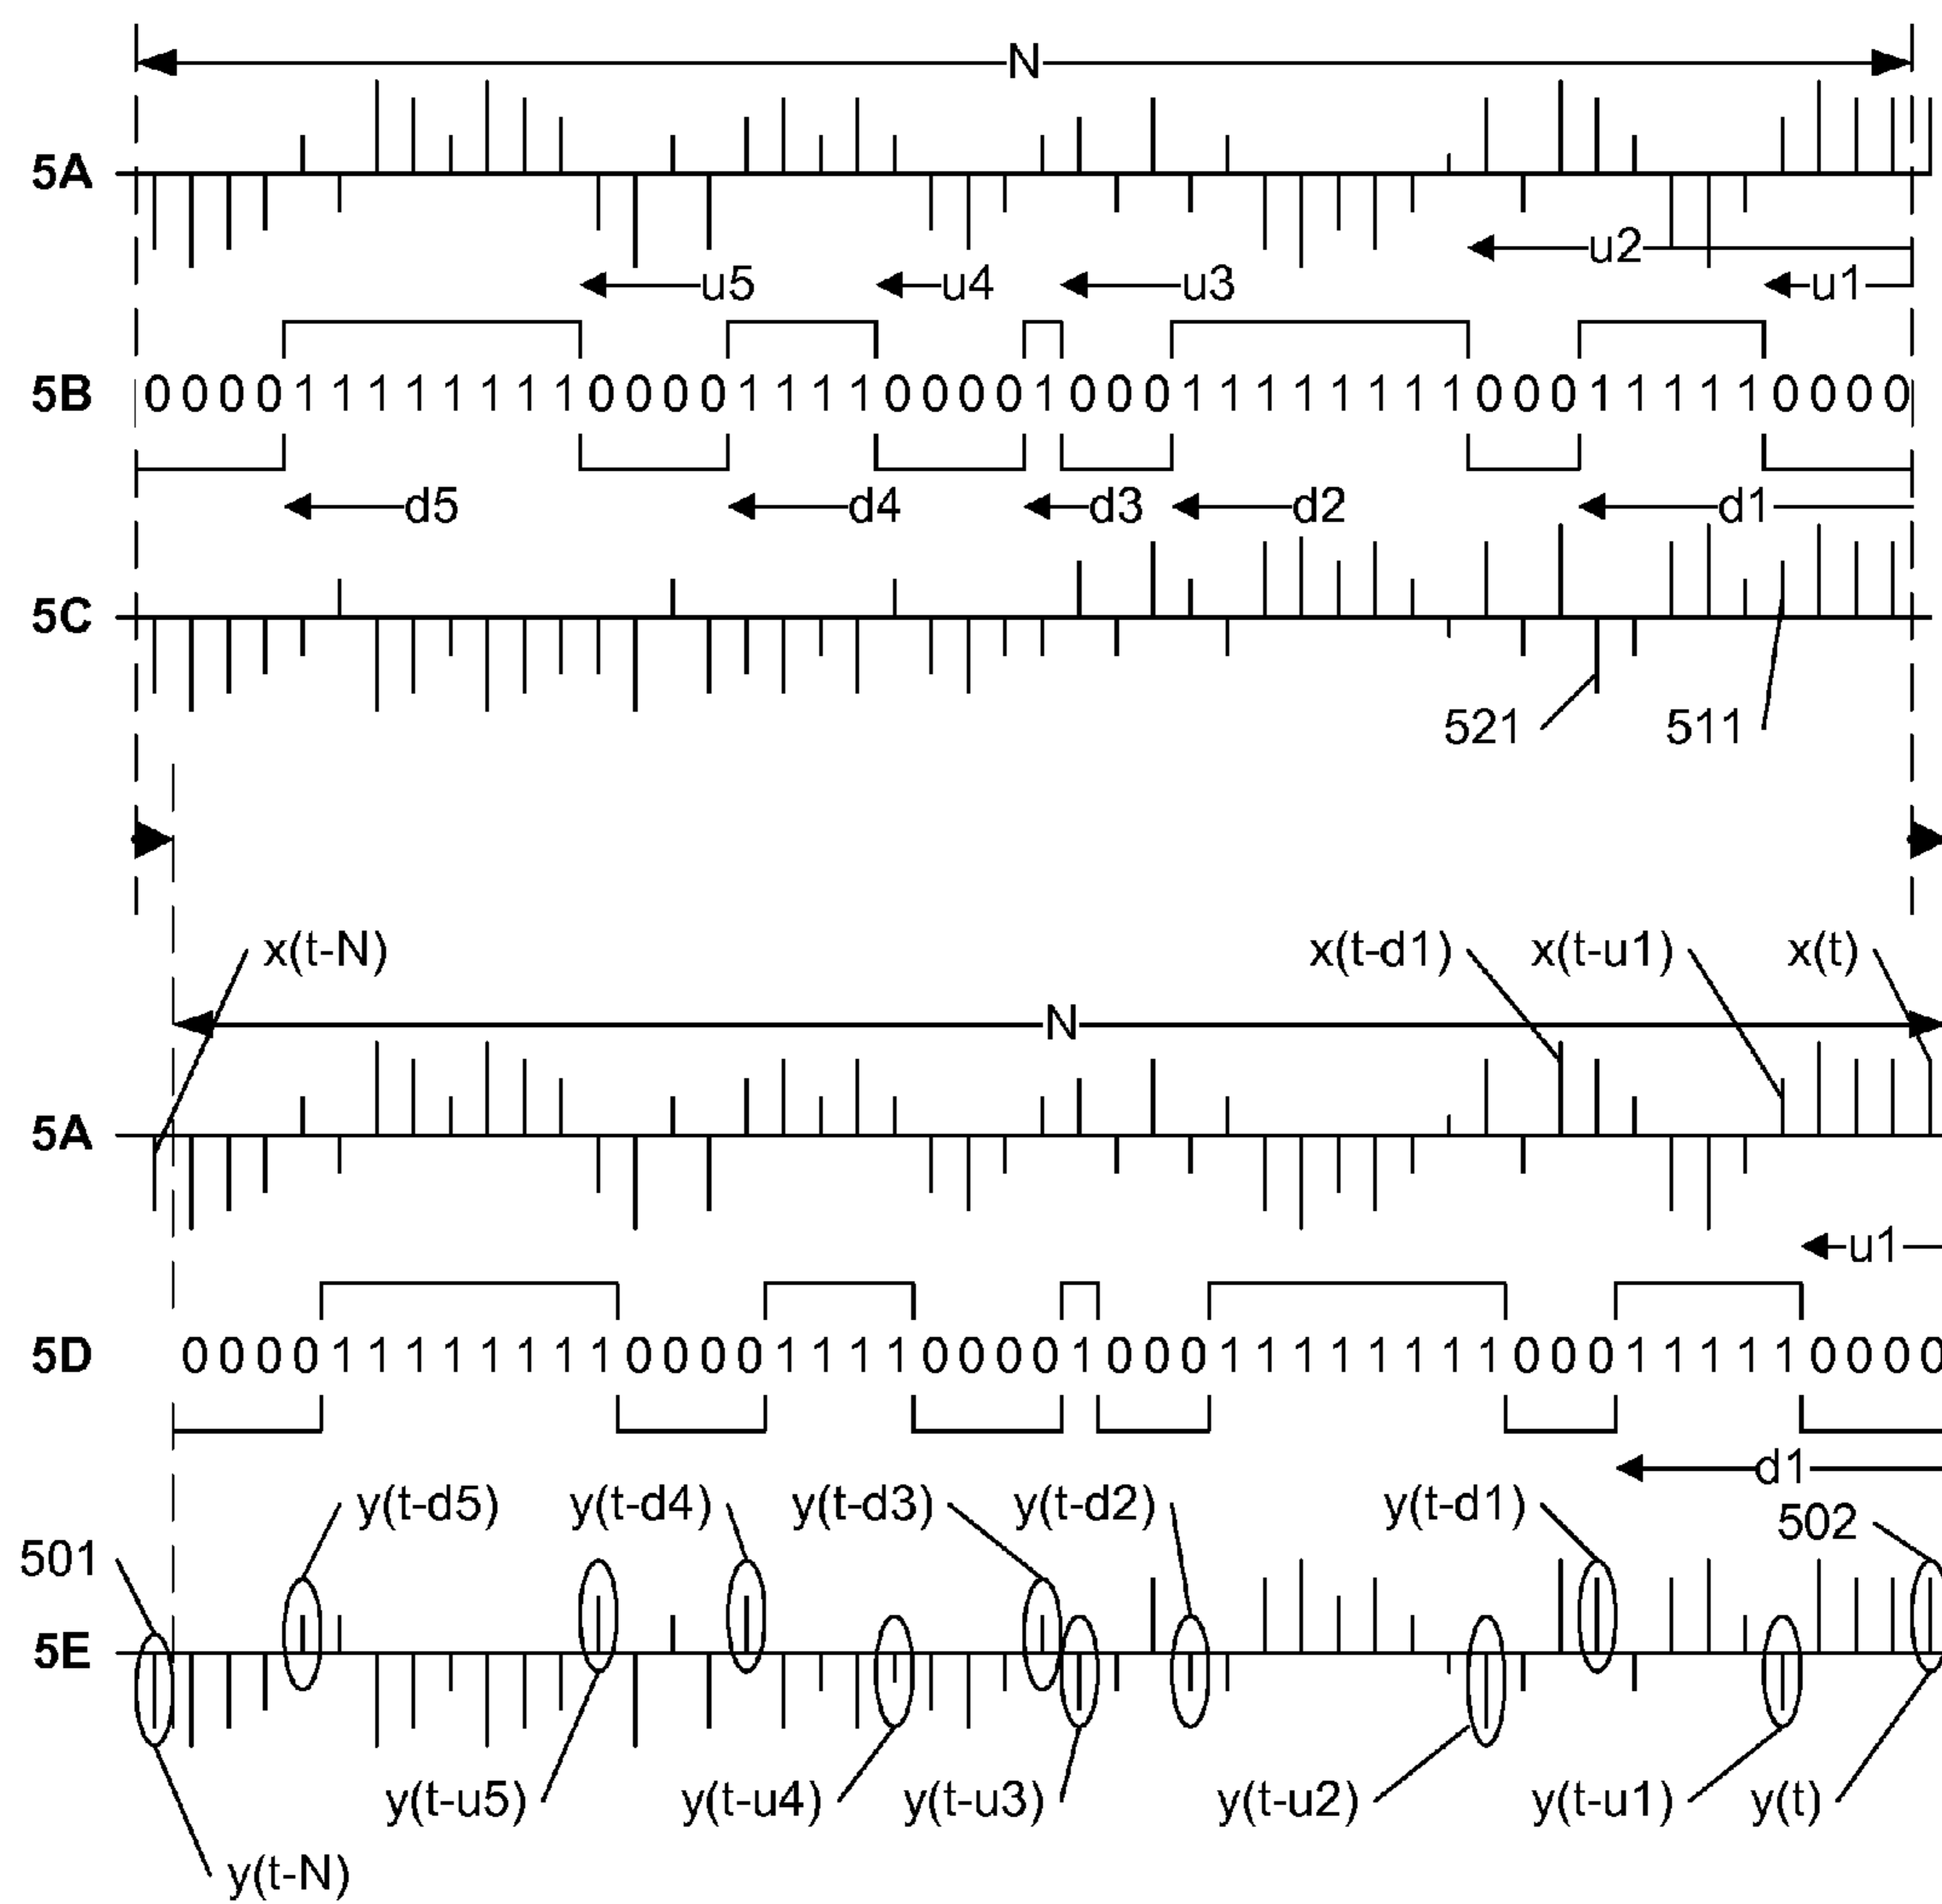 N
5A
u2
u5 u4 u3 u1
5B 0 0 0 0 1 1 1 1 1 1 1 1 0 0 0 0 1 1 1 1 0 0 0 0 1 0 0 0 1 1 1 1 1 1 1 1 0 0 0 1 1 1 1 1 0 0 0 0
d5 d4 d3 d2 d1
5C
521 511
x(t-N) x(t-d1) x(t-u1) x(t)
N
5A
u1
5D 0 0 0 0 1 1 1 1 1 1 1 1 0 0 0 0 1 1 1 1 0 0 0 0 1 0 0 0 1 1 1 1 1 1 1 1 0 0 0 1 1 1 1 1 0 0 0 0
d1
y(t-d5) y(t-d4) y(t-d3) y(t-d2) y(t-d1) 502
501
5E
y(t-u5) y(t-u4) y(t-u3) y(t-u2) y(t-u1) y(t)
y(t-N)